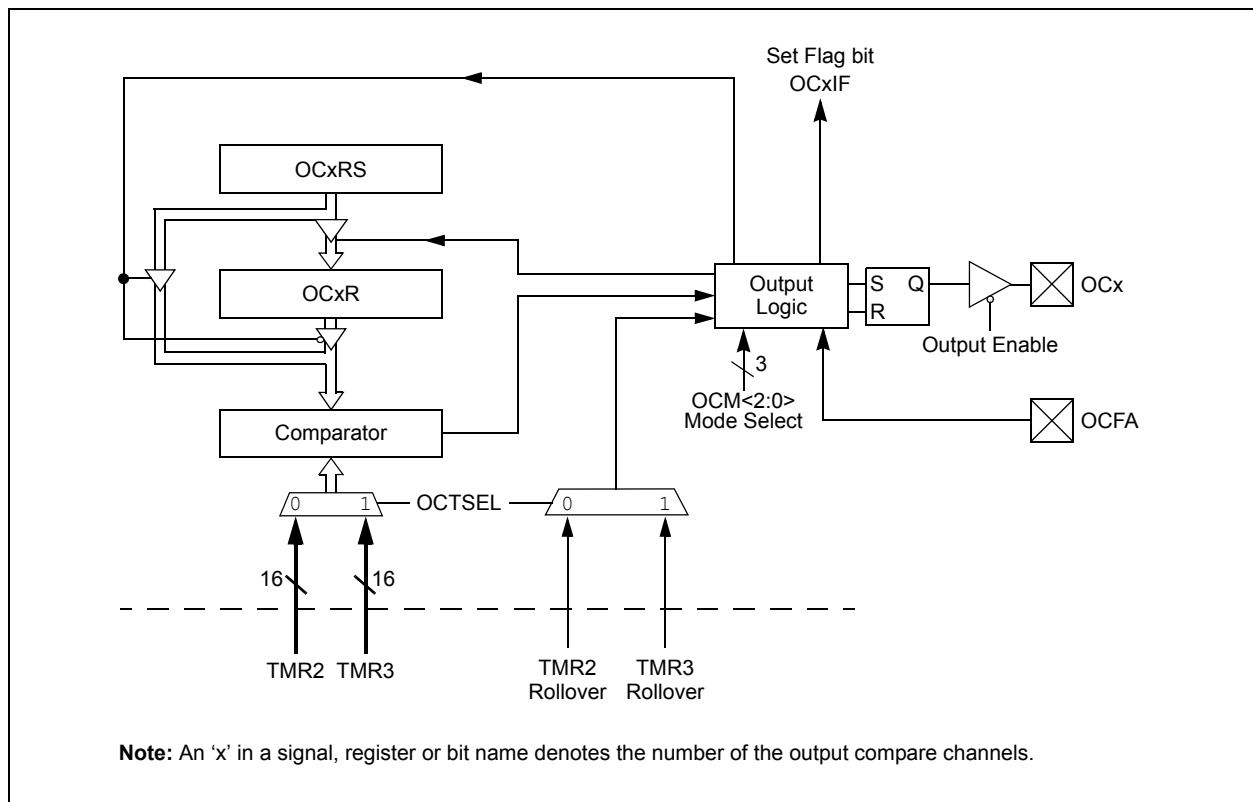 Set Flag bit
OCxIF
OCxRS
OCxR
Output
Logic
S Q
R
OCx
Output Enable
3
OCM<2:0>
Mode Select
OCFA
Comparator
0 1
OCTSEL
0 1
16 16
TMR2 TMR3
TMR2
Rollover
TMR3
Rollover
Note: An ‘x’ in a signal, register or bit name denotes the number of the output compare channels.